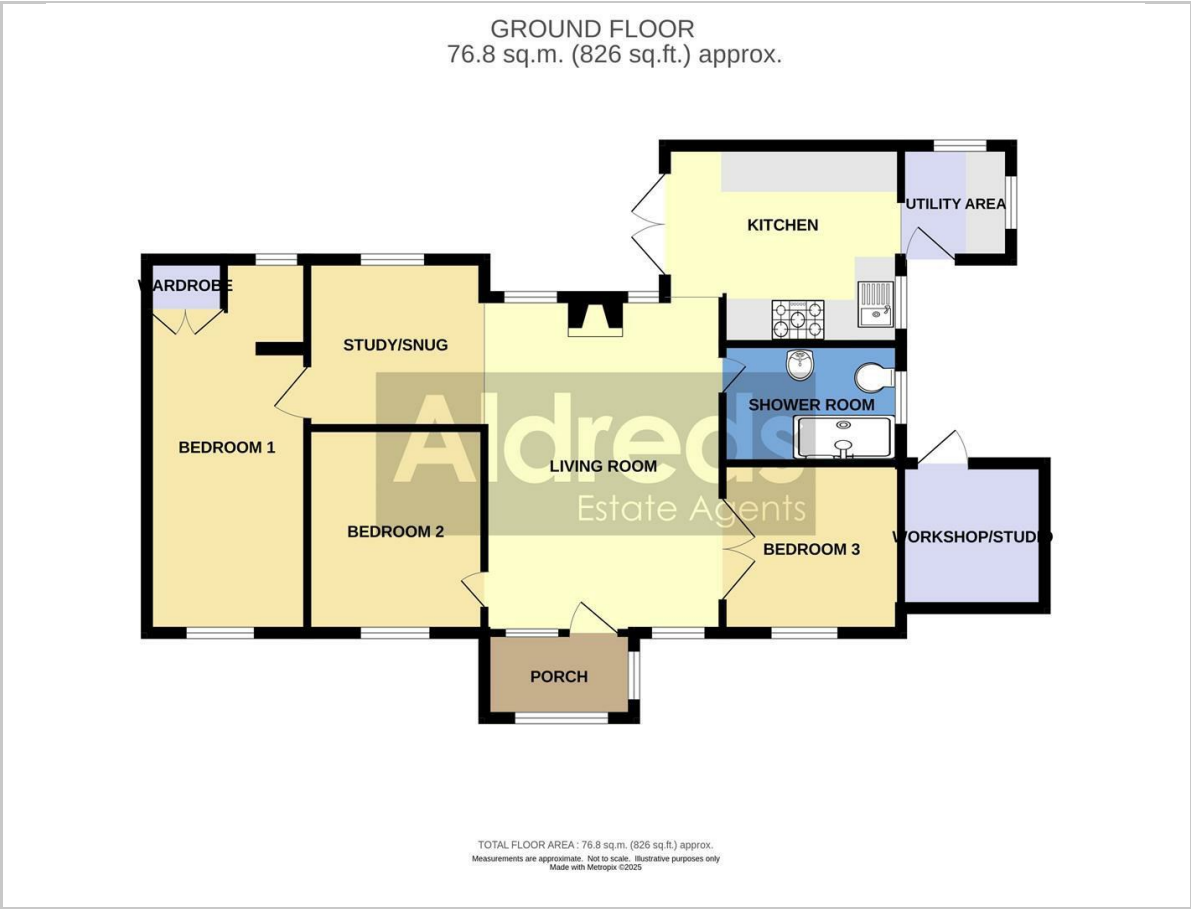 GROUND FLOOR
76.8 sq.m. (826 sq.ft.) approx.
UTILITY AREA
KITCHEN
WARDROBE
STUDY/SNUG
SHOWER ROOM
Aldreds
Estate Agents
BEDROOM 1
LIVING ROOM
BEDROOM 2
WORKSHOP/STUDIO
BEDROOM 3
PORCH
TOTAL FLOOR AREA : 76.8 sq.m. (826 sq.ft.) approx.
Measurements are approximate. Not to scale. Illustrative purposes only
Made with Metropix ©2025